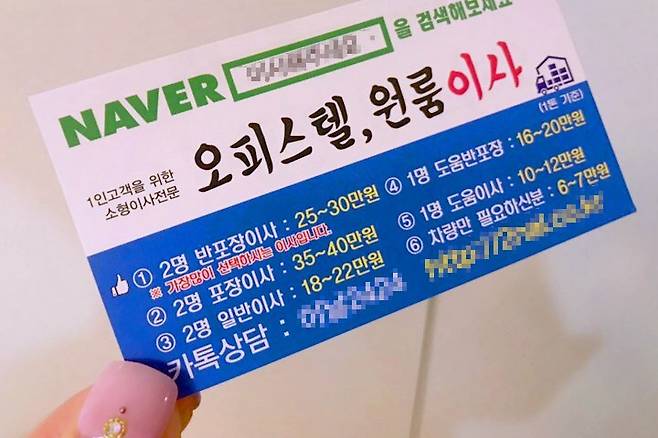 NAVER 을 검색해보세요
오피스텔, 원룸이사
1인고객을 위한
소형이사전문
(1톤 기준)
① 2명 반포장이사 : 25~30만원
※ 가장많이 선택하시는 이사입니다.
② 2명 포장이사 : 35~40만원
③ 2명 일반이사 : 18~22만원
카톡상담 :
④ 1명 도움반포장 : 16~20만원
⑤ 1명 도움이사 : 10~12만원
⑥ 차량만 필요하신분 : 6~7만원